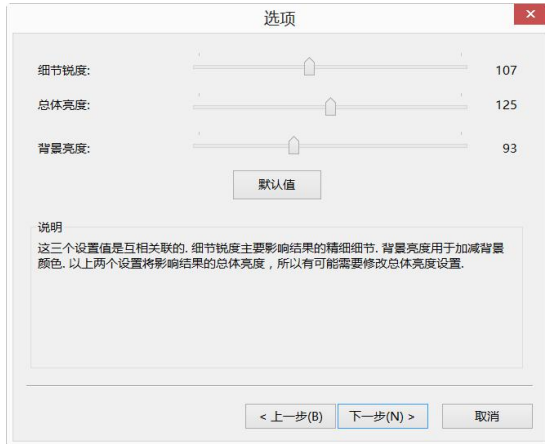 选项
细节锐度: 107
总体亮度: 125
背景亮度: 93
默认值
说明
这三个设置值是互相关联的. 细节锐度主要影响结果的精细细节. 背景亮度用于加减背景
颜色. 以上两个设置将影响结果的总体亮度，所以有可能需要修改总体亮度设置.
< 上一步(B) 下一步(N) > 取消